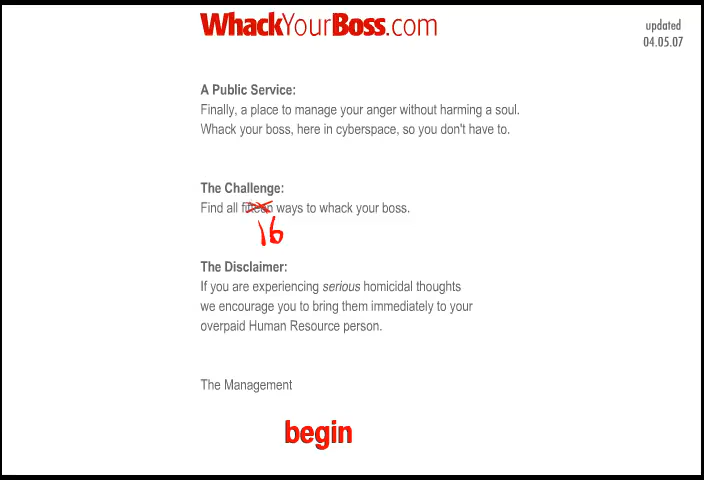 WhackYourBoss.com
updated
04.05.07
A Public Service:
Finally, a place to manage your anger without harming a soul.
Whack your boss, here in cyberspace, so you don't have to.
The Challenge:
Find all fifteen ways to whack your boss.
16
The Disclaimer:
If you are experiencing serious homicidal thoughts
we encourage you to bring them immediately to your
overpaid Human Resource person.
The Management
begin